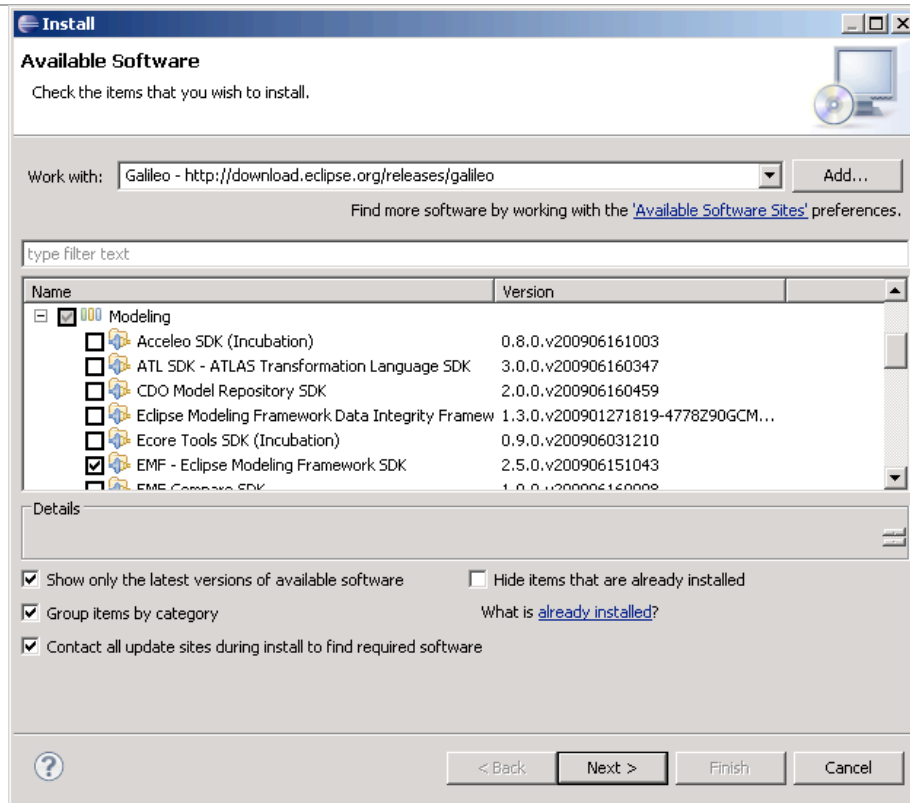 Install
Available Software
Check the items that you wish to install.
Work with: Galileo - http://download.eclipse.org/releases/galileo Add...
Find more software by working with the 'Available Software Sites' preferences.
type filter text
Name Version
Modeling
Acceleo SDK (Incubation) 0.8.0.v200906161003
ATL SDK - ATLAS Transformation Language SDK 3.0.0.v200906160347
CDO Model Repository SDK 2.0.0.v200906160459
Eclipse Modeling Framework Data Integrity Framew 1.3.0.v200901271819-4778Z90GCM...
Ecore Tools SDK (Incubation) 0.9.0.v200906031210
EMF - Eclipse Modeling Framework SDK 2.5.0.v200906151043
EMF Compare SDK
Details
Show only the latest versions of available software Hide items that are already installed
Group items by category What is already installed?
Contact all update sites during install to find required software
? < Back Next > Finish Cancel